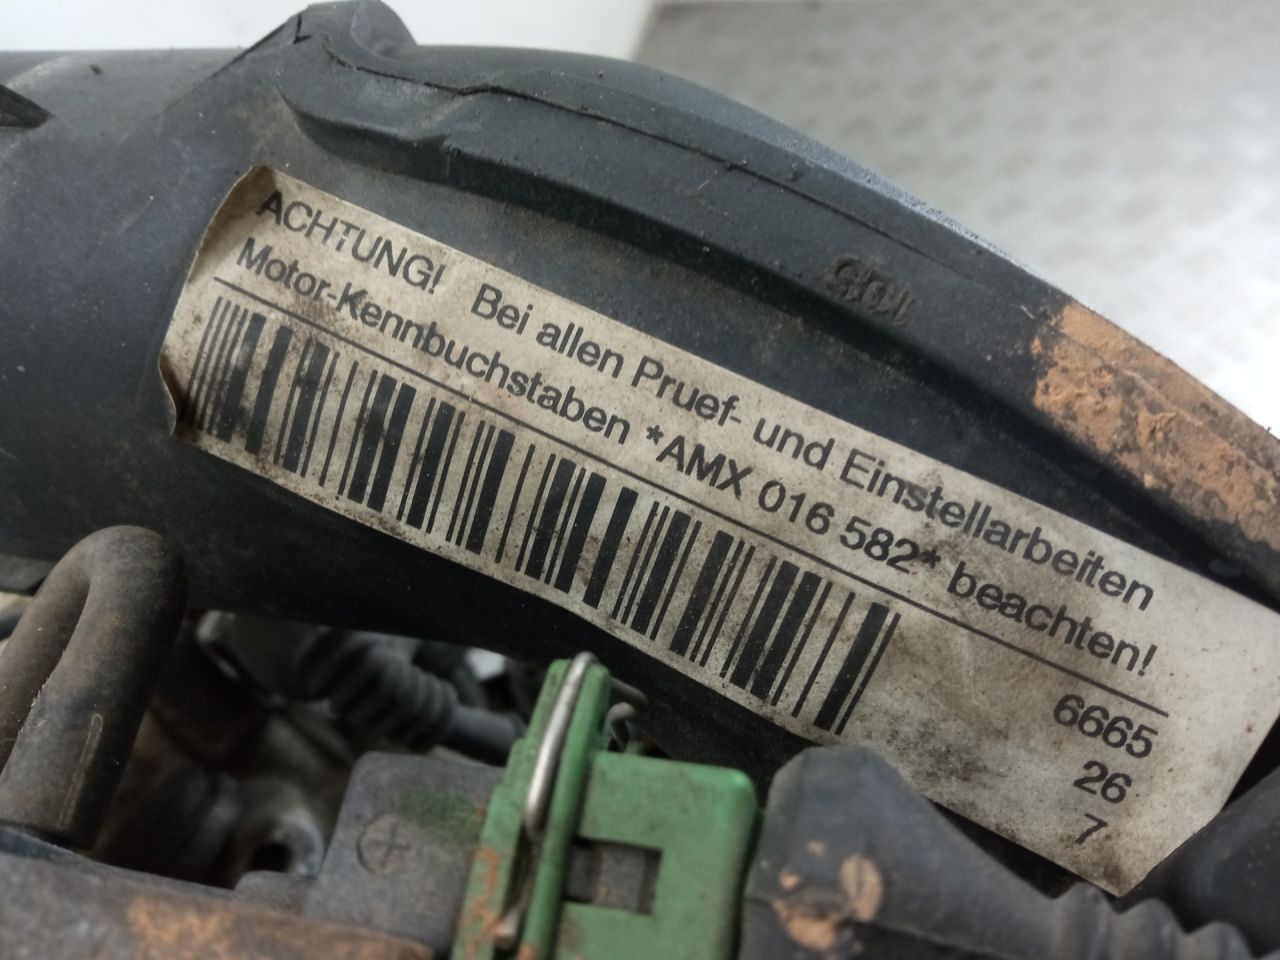 ACHTUNG! Bei allen Pruef- und Einstellarbeiten
Motor-Kennbuchstaben *AMX 016 582* beachten!
6665
26
7